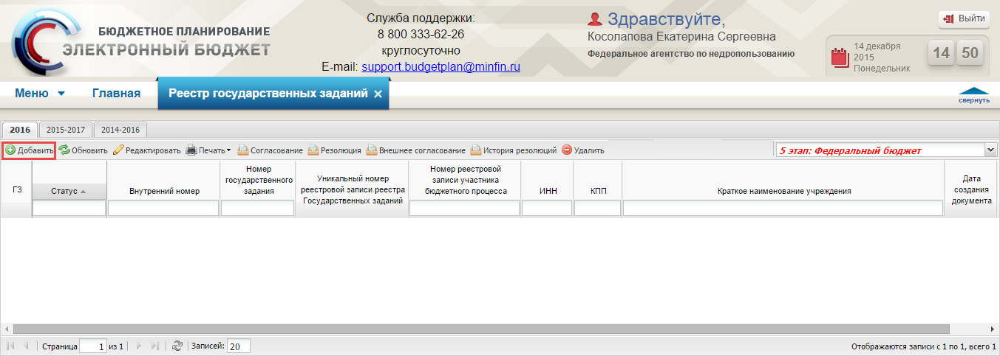 БЮДЖЕТНОЕ ПЛАНИРОВАНИЕ
ЭЛЕКТРОННЫЙ БЮДЖЕТ
Служба поддержки:
8 800 333-62-26
круглосуточно
E-mail: support.budgetplan@minfin.ru
Здравствуйте,
Косолапова Екатерина Сергеевна
Федеральное агентство по недропользованию
Выйти
14 декабря
2015
Понедельник
14 50
Меню Главная Реестр государственных заданий
свернуть
2016 2015-2017 2014-2016
Добавить Обновить Редактировать Печать Согласование Резолюция Внешнее согласование История резолюций Удалить 5 этап: Федеральный бюджет
ГЗ
Статус
Внутренний номер
Номер
государственного
задания
Уникальный номер
реестровой записи реестра
Государственных заданий
Номер реестровой
записи участника
бюджетного процесса
ИНН
КПП
Краткое наименование учреждения
Дата
создания
документа
Страница 1 из 1 Записей: 20 Отображаются записи с 1 по 1, всего 1